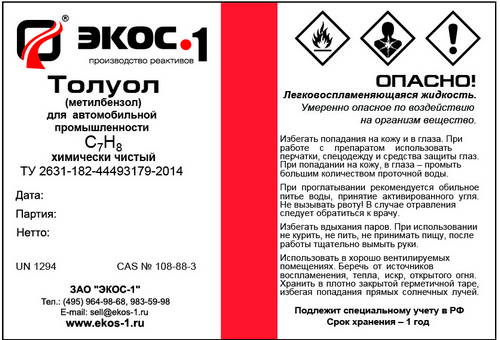 ЭКОС-1
производство реактивов
Толуол
(метилбензол)
для автомобильной
промышленности
C7H8
химически чистый
ТУ 2631-182-44493179-2014
Дата:
Партия:
Нетто:
UN 1294 CAS № 108-88-3
ЗАО "ЭКОС-1"
Тел.: (495) 964-98-68, 983-59-98
E-mail: sell@ekos-1.ru
www.ekos-1.ru
ОПАСНО!
Легковоспламеняющаяся жидкость.
Умеренно опасное по воздействию
на организм вещество.
Избегать попадания на кожу и в глаза. При
работе с препаратом использовать
перчатки, спецодежду и средства защиты глаз.
При попадании на кожу, в глаза – промыть
большим количеством проточной воды.
При проглатывании рекомендуется обильное
питье воды, принятие активированного угля.
Не вызывать рвоту! В случае отравления
следует обратиться к врачу.
Избегать вдыхания паров. При использовании
не курить, не пить, не принимать пищу, после
работы тщательно вымыть руки.
Использовать в хорошо вентилируемых
помещениях. Беречь от источников
воспламенения, тепла, искр, открытого огня.
Хранить в плотно закрытой герметичной таре,
избегая попадания прямых солнечных лучей.
Подлежит специальному учету в РФ
Срок хранения – 1 год